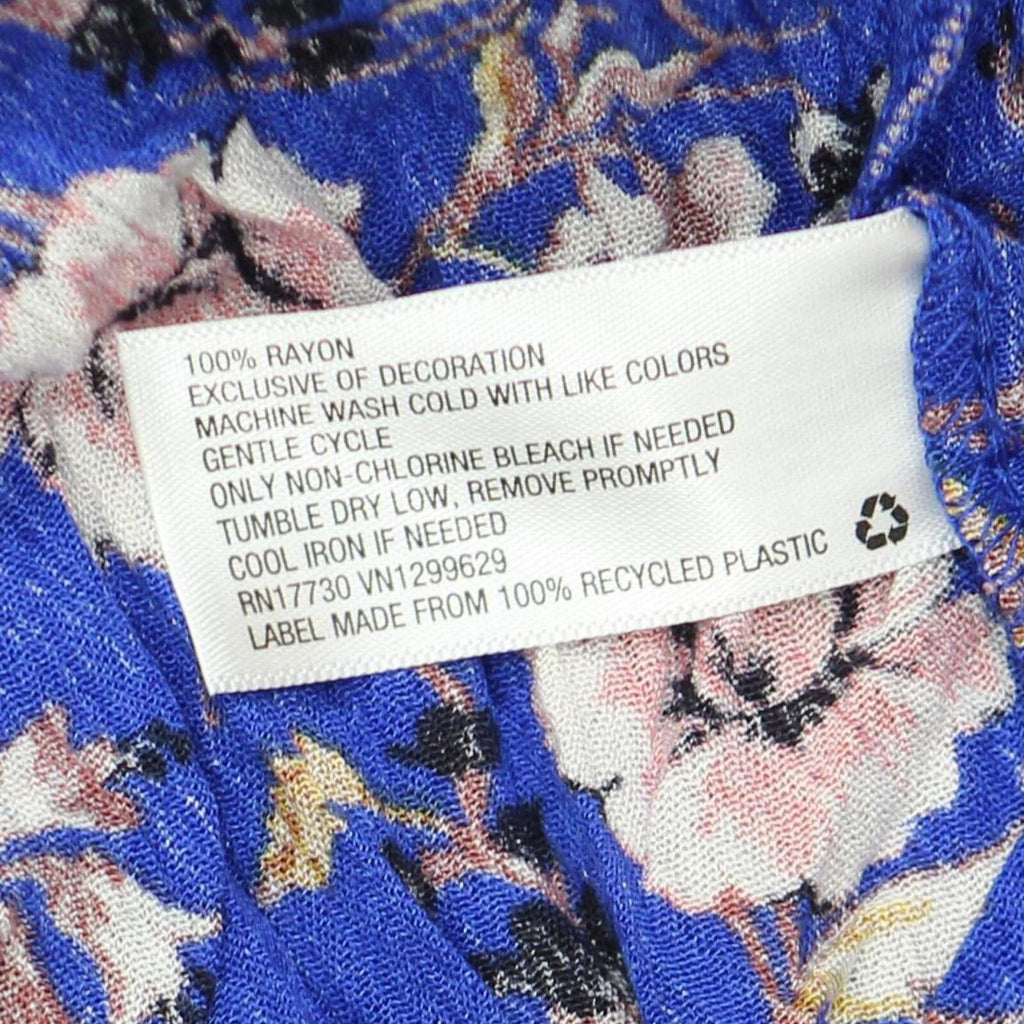 100% RAYON
EXCLUSIVE OF DECORATION
MACHINE WASH COLD WITH LIKE COLORS
GENTLE CYCLE
ONLY NON-CHLORINE BLEACH IF NEEDED
TUMBLE DRY LOW, REMOVE PROMPTLY
COOL IRON IF NEEDED
RN17730 VN1299629
LABEL MADE FROM 100% RECYCLED PLASTIC